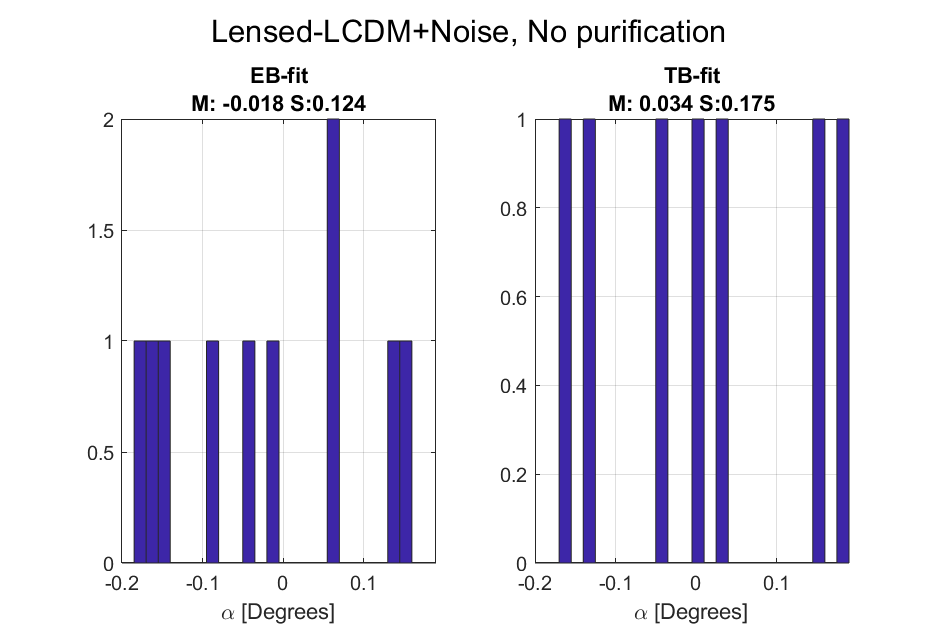 Lensed-LCDM+Noise, No purification
EB-fit
M: -0.018 S:0.124
2
1.5
1
0.5
0
-0.2 -0.1 0 0.1
α [Degrees]
TB-fit
M: 0.034 S:0.175
1
0.8
0.6
0.4
0.2
0
-0.2 -0.1 0 0.1
α [Degrees]